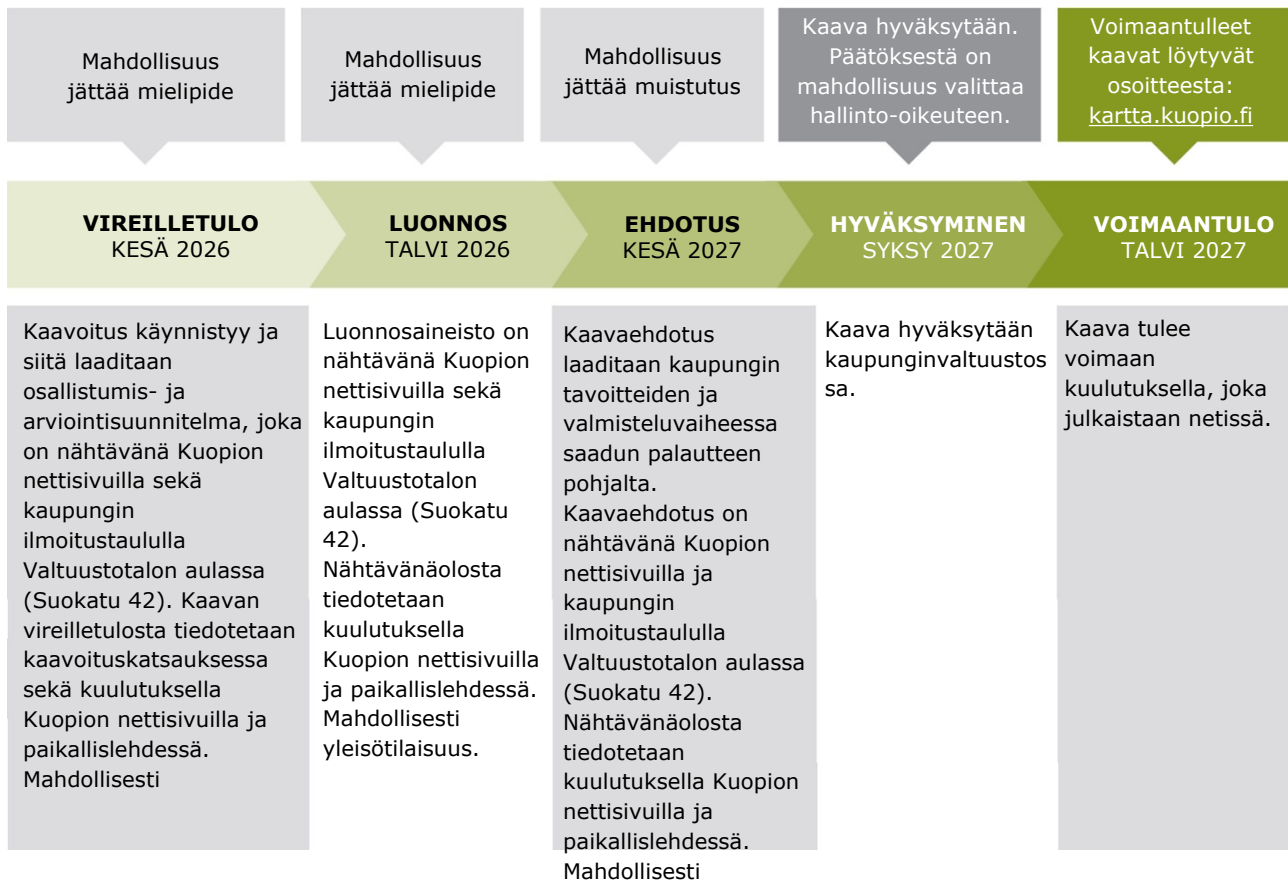 Mahdollisuus
jättää mielipide
Mahdollisuus
jättää mielipide
Mahdollisuus
jättää muistutus
Kaava hyväksytään.
Päätöksestä on
mahdollisuus valittaa
hallinto-oikeuteen.
Voimaantulleet
kaavat löytyvät
osoitteesta:
kartta.kuopio.fi
VIREILLETULO
KESÄ 2026
LUONNOS
TALVI 2026
EHDOTUS
KESÄ 2027
HYVÄKSYMINEN
SYKSY 2027
VOIMAANTULO
TALVI 2027
Kaavoitus käynnistyy ja
siitä laaditaan
osallistumis- ja
arviointisuunnitelma, joka
on nähtävänä Kuopion
nettisivuilla sekä
kaupungin
ilmoitustaululla
Valtuustotalon aulassa
(Suokatu 42). Kaavan
vireilletulosta tiedotetaan
kaavoituskatsauksessa
sekä kuulutuksella
Kuopion nettisivuilla ja
paikallislehdessä.
Mahdollisesti
Luonnosaineisto on
nähtävänä Kuopion
nettisivuilla sekä
kaupungin
ilmoitustaululla
Valtuustotalon
aulassa (Suokatu
42).
Nähtävänäolosta
tiedotetaan
kuulutuksella
Kuopion nettisivuilla
ja paikallislehdessä.
Mahdollisesti
yleisötilaisuus.
Kaavaehdotus
laaditaan kaupungin
tavoitteiden ja
valmisteluvaiheessa
saadun palautteen
pohjalta.
Kaavaehdotus on
nähtävänä Kuopion
nettisivuilla ja
kaupungin
ilmoitustaululla
Valtuustotalon aulassa
(Suokatu 42).
Nähtävänäolosta
tiedotetaan
kuulutuksella Kuopion
nettisivuilla ja
paikallislehdessä.
Mahdollisesti
Kaava hyväksytään
kaupunginvaltuustos
sa.
Kaava tulee
voimaan
kuulutuksella, joka
julkaistaan netissä.